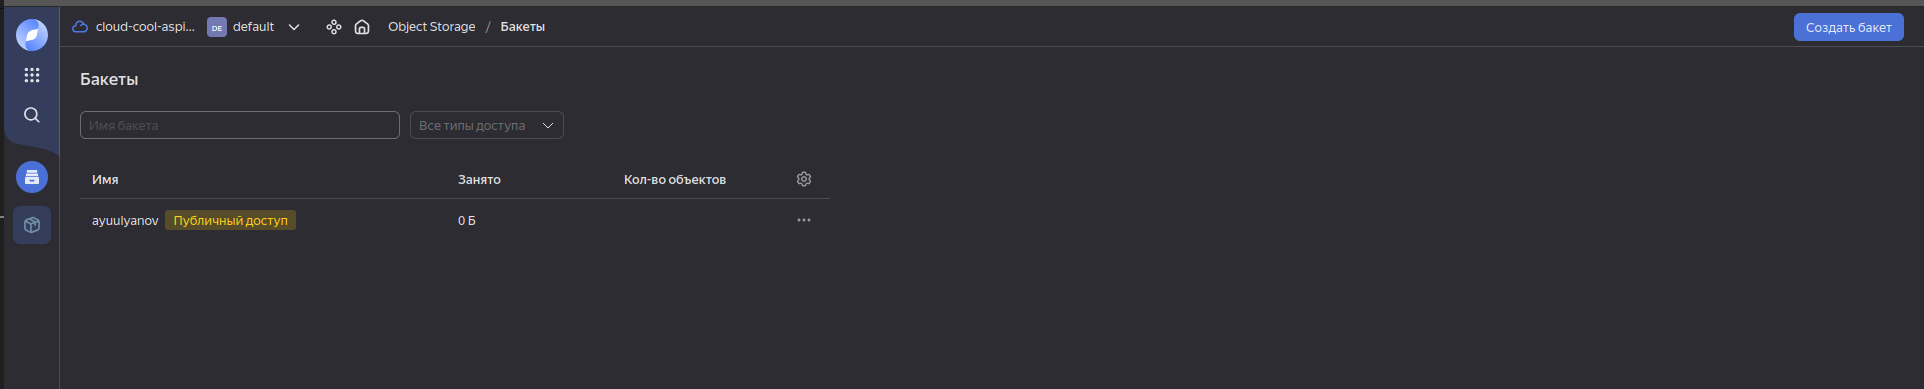 cloud-cool-aspi... DE default Object Storage / Бакеты Создать бакет
Бакеты
Имя бакета Все типы доступа
Имя Занято Кол-во объектов
ayuulyanov Публичный доступ 0 Б